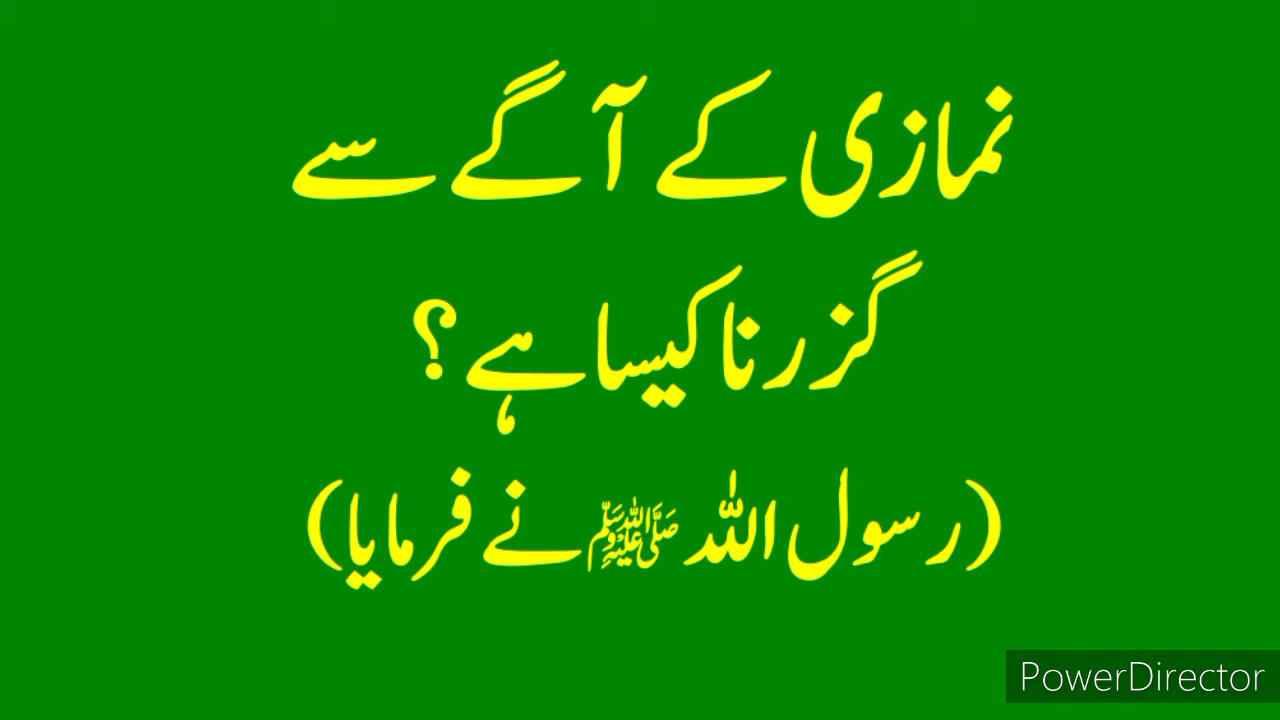 نمازی کے آگے سے
گزرنا کیسا ہے؟
(رسول اللہ ﷺ نے فرمایا)
PowerDirector